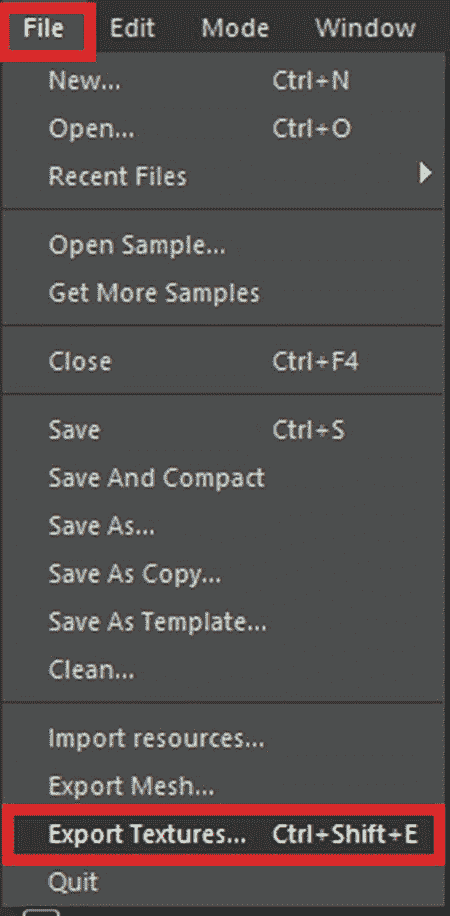 File Edit Mode Window
New... Ctrl+N
Open... Ctrl+O
Recent Files
Open Sample...
Get More Samples
Close Ctrl+F4
Save Ctrl+S
Save And Compact
Save As...
Save As Copy...
Save As Template...
Clean...
Import resources...
Export Mesh...
Export Textures... Ctrl+Shift+E
Quit